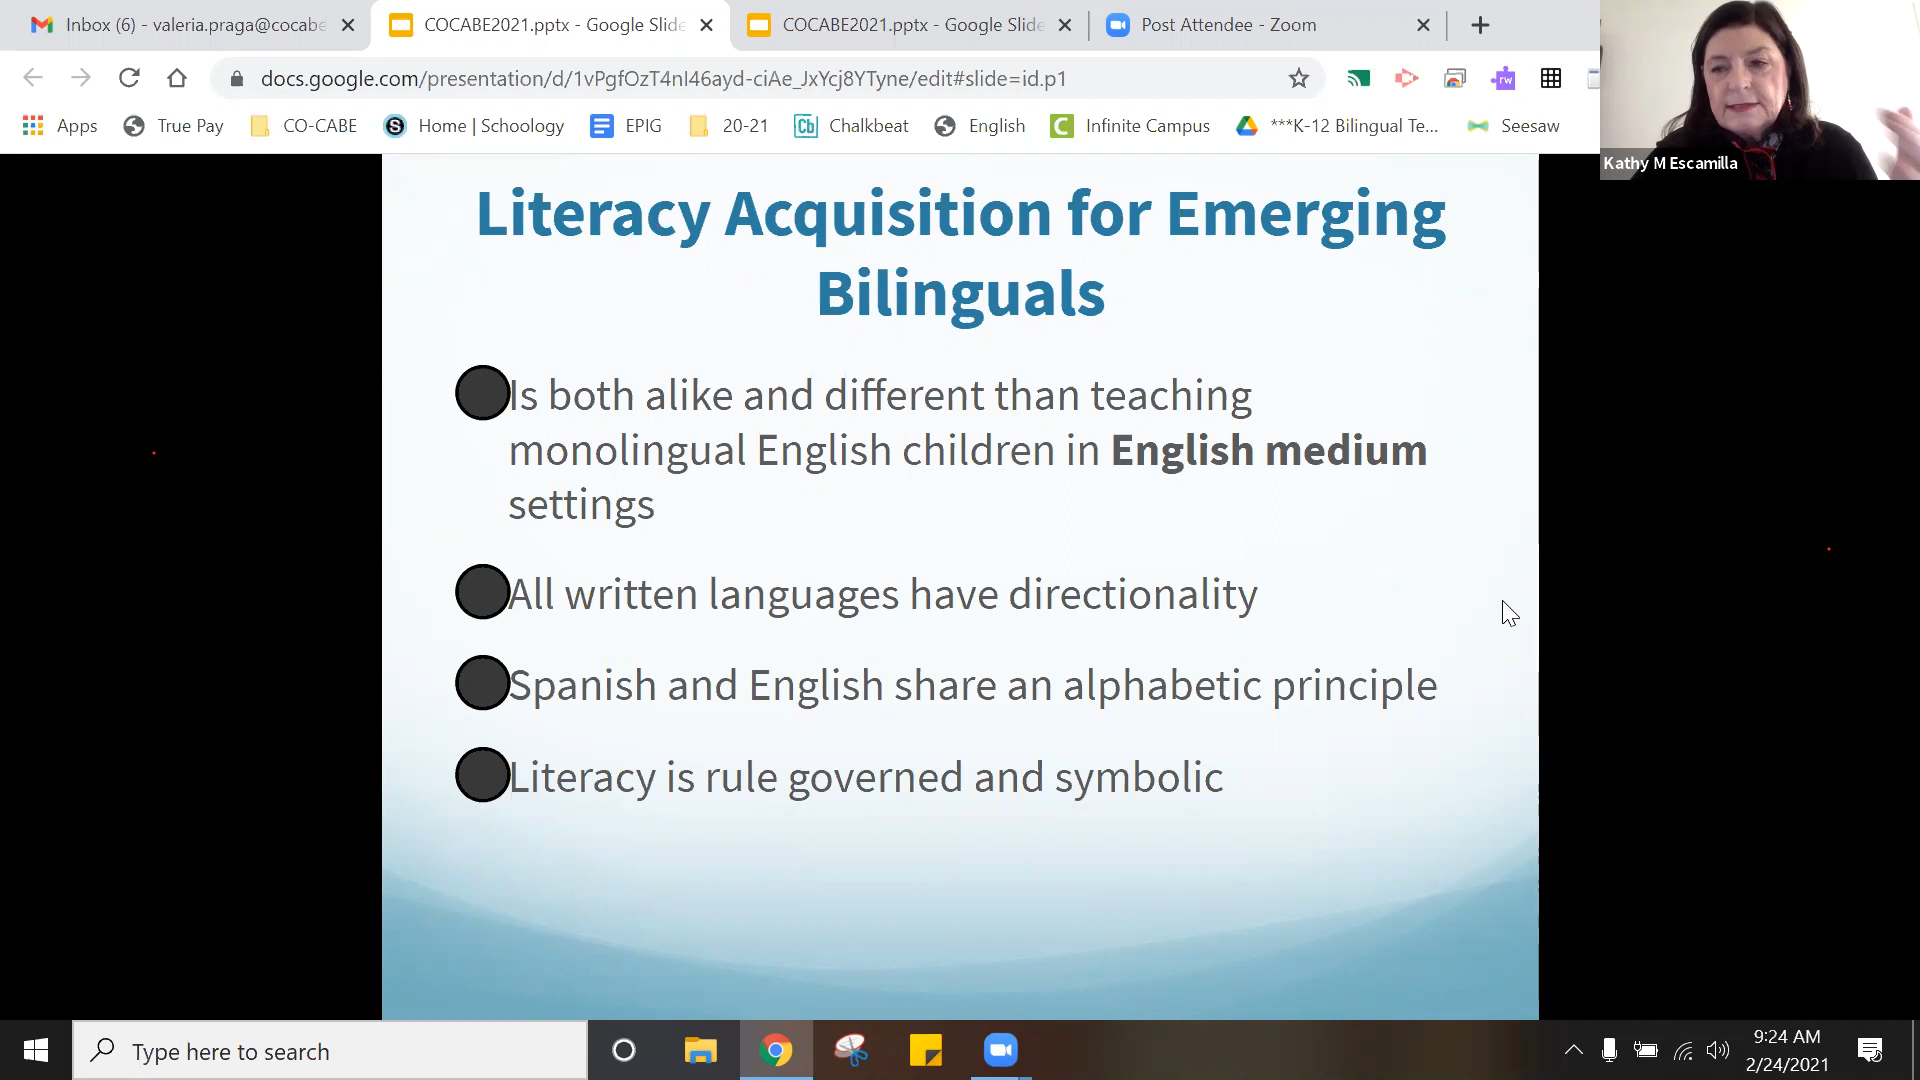 Inbox (6) - valeria.praga@cocabe
COCABE2021.pptx - Google Slide
COCABE2021.pptx - Google Slide
Post Attendee - Zoom
docs.google.com/presentation/d/1vPgfOzT4nI46ayd-ciAe_JxYcj8YTyne/edit#slide=id.p1
rw
Apps
True Pay
CO-CABE
S
Home | Schoology
EPIG
20-21
Cb
Chalkbeat
English
C
Infinite Campus
***K-12 Bilingual Te...
Seesaw
Kathy M Escamilla
Literacy Acquisition for Emerging
Bilinguals
Is both alike and different than teaching
monolingual English children in English medium
settings
All written languages have directionality
Spanish and English share an alphabetic principle
Literacy is rule governed and symbolic
Type here to search
9:24 AM
2/24/2021